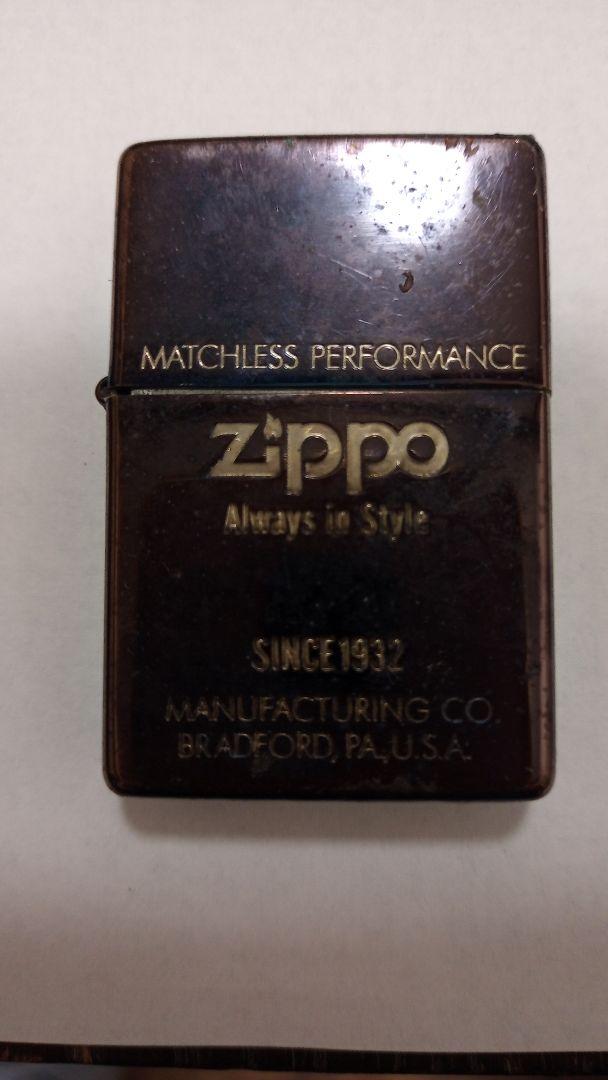 MATCHLESS PERFORMANCE
Zippo
Always in Style
SINCE 1932
MANUFACTURING CO.
BRADFORD, PA., U.S.A.